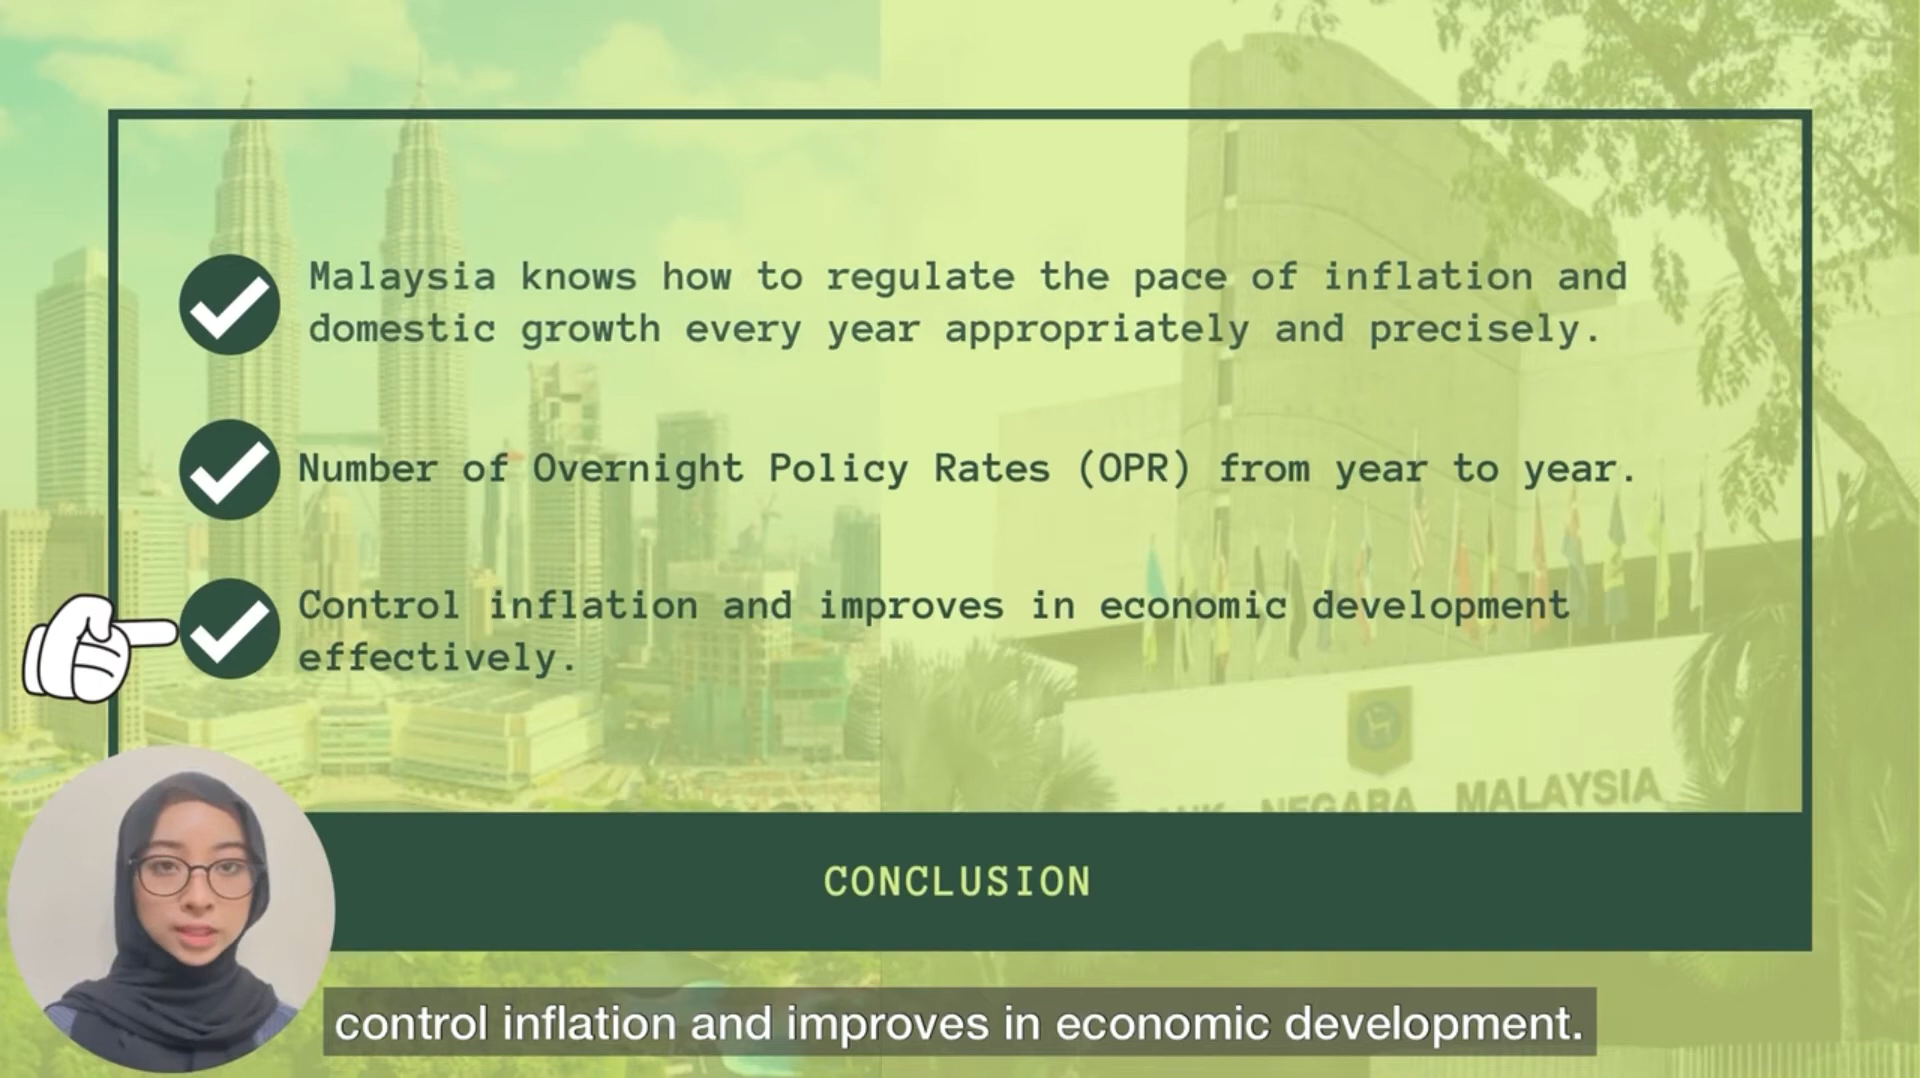 Malaysia knows how to regulate the pace of inflation and
domestic growth every year appropriately and precisely.
Number of Overnight Policy Rates (OPR) from year to year.
Control inflation and improves in economic development
effectively.
NEGARA MALAYSIA
CONCLUSION
control inflation and improves in economic development.